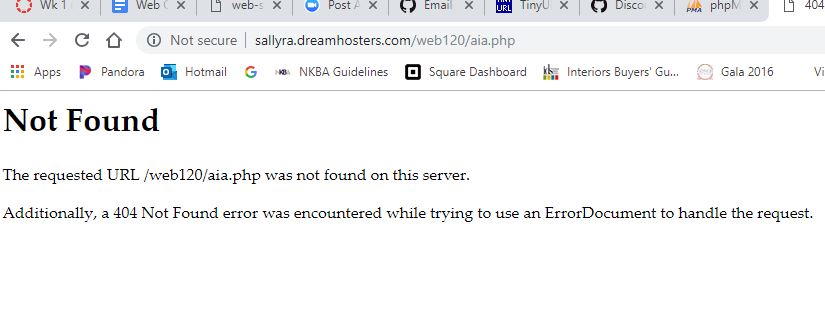 Wk 1 Web C web-s Post A Email TinyU Disco phpM 404
Not secure | sallyra.dreamhosters.com/web120/aia.php
Apps Pandora Hotmail NKBA Guidelines Square Dashboard Interiors Buyers' Gu... Gala 2016 Vi
Not Found
The requested URL /web120/aia.php was not found on this server.
Additionally, a 404 Not Found error was encountered while trying to use an ErrorDocument to handle the request.